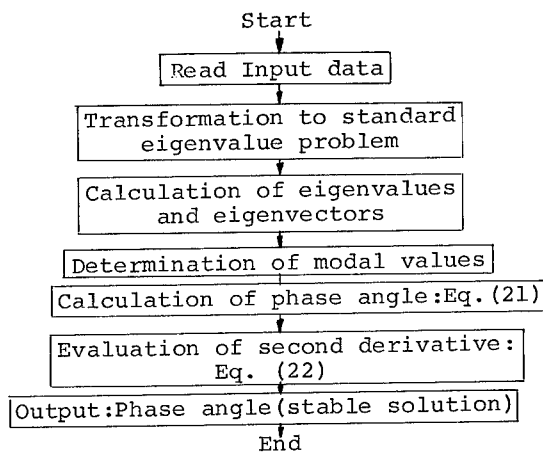 Start
Read Input data
Transformation to standard
eigenvalue problem
Calculation of eigenvalues
and eigenvectors
Determination of modal values
Calculation of phase angle:Eq.(21)
Evaluation of second derivative:
Eq. (22)
Output:Phase angle(stable solution)
End